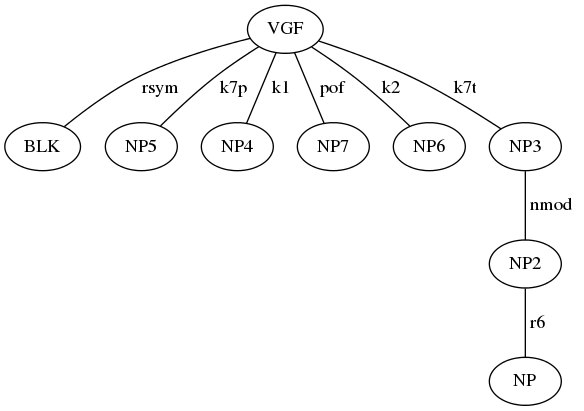 VGF
rsym k7p k1 pof k2 k7t
BLK NP5 NP4 NP7 NP6 NP3
nmod
NP2
r6
NP